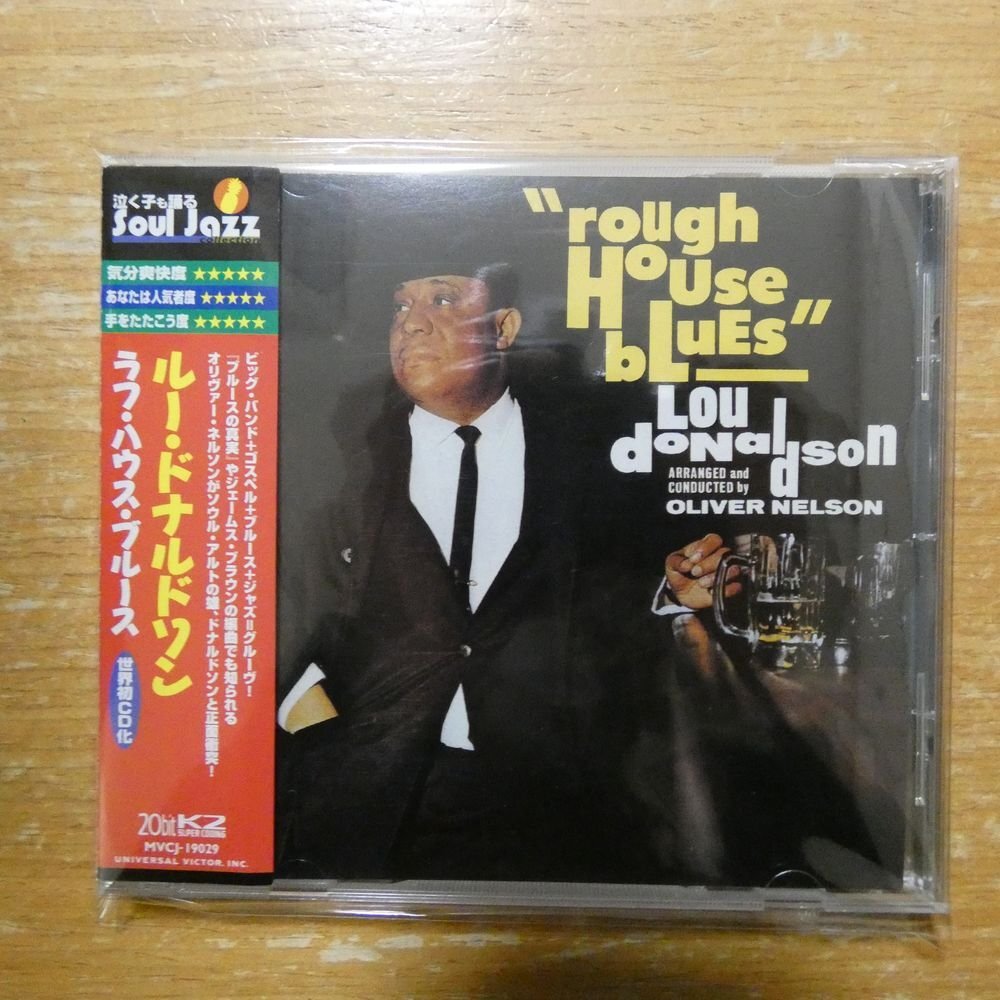 泣く子も踊る
Soul Jazz
collection
気分爽快度 ★★★★★
あなたは人気者度 ★★★★★
手をたたこう度 ★★★★★
ビッグ・バンド+ゴスペル+ブルース+ジャズ=グルーヴ!
『ブルースの真実』やジェームス・ブラウンの編曲でも知られる
オリヴァー・ネルソンがソウル・アルトの雄、ドナルドソンと正面衝突!
ルー・ドナルドソン
ラフ・ハウス・ブルース
世界初CD化
20bit K2
SUPER CODING
MVCJ-19029
UNIVERSAL VICTOR, INC.
"rough
HoUse
bLuEs"
Lou
doNaldson
ARRANGED and
CONDUCTED by
OLIVER NELSON